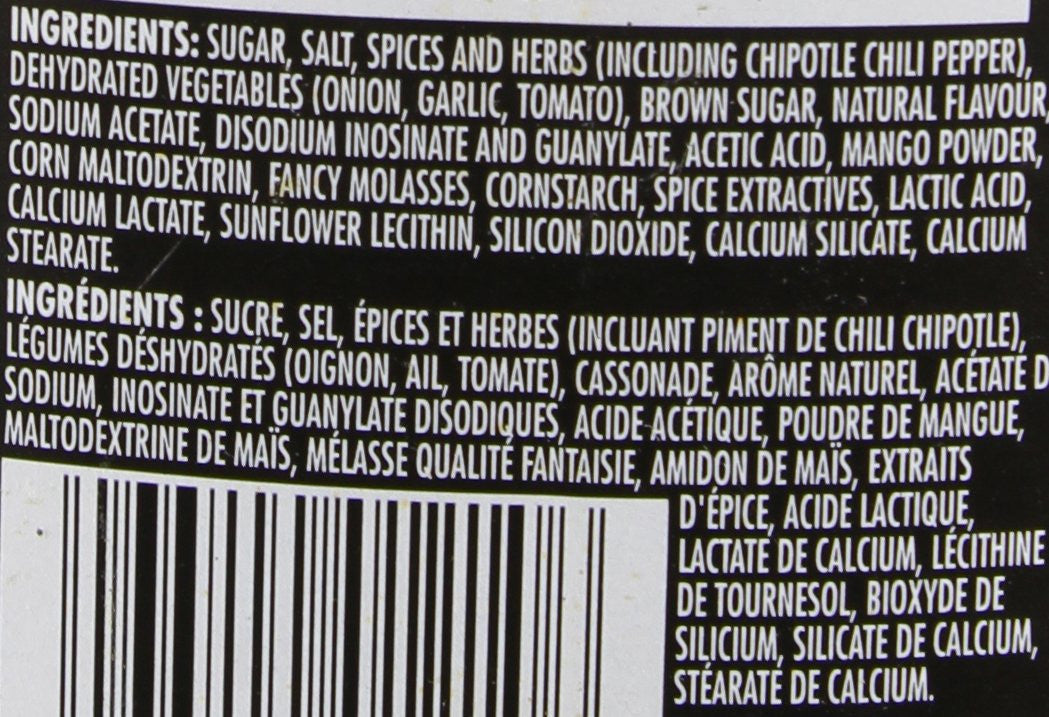 INGREDIENTS: SUGAR, SALT, SPICES AND HERBS (INCLUDING CHIPOTLE CHILI PEPPER),
DEHYDRATED VEGETABLES (ONION, GARLIC, TOMATO), BROWN SUGAR, NATURAL FLAVOUR,
SODIUM ACETATE, DISODIUM INOSINATE AND GUANYLATE, ACETIC ACID, MANGO POWDER,
CORN MALTODEXTRIN, FANCY MOLASSES, CORNSTARCH, SPICE EXTRACTIVES, LACTIC ACID,
CALCIUM LACTATE, SUNFLOWER LECITHIN, SILICON DIOXIDE, CALCIUM SILICATE, CALCIUM
STEARATE.
INGRÉDIENTS : SUCRE, SEL, ÉPICES ET HERBES (INCLUANT PIMENT DE CHILI CHIPOTLE),
LÉGUMES DÉSHYDRATÉS (OIGNON, AIL, TOMATE), CASSONADE, ARÔME NATUREL, ACÉTATE D
SODIUM, INOSINATE ET GUANYLATE DISODIQUES, ACIDE ACÉTIQUE, POUDRE DE MANGUE,
MALTODEXTRINE DE MAÏS, MÉLASSE QUALITÉ FANTAISIE, AMIDON DE MAÏS, EXTRAITS
D'ÉPICE, ACIDE LACTIQUE,
LACTATE DE CALCIUM, LÉCITHINE
DE TOURNESOL, BIOXYDE DE
SILICIUM, SILICATE DE CALCIUM,
STÉARATE DE CALCIUM.